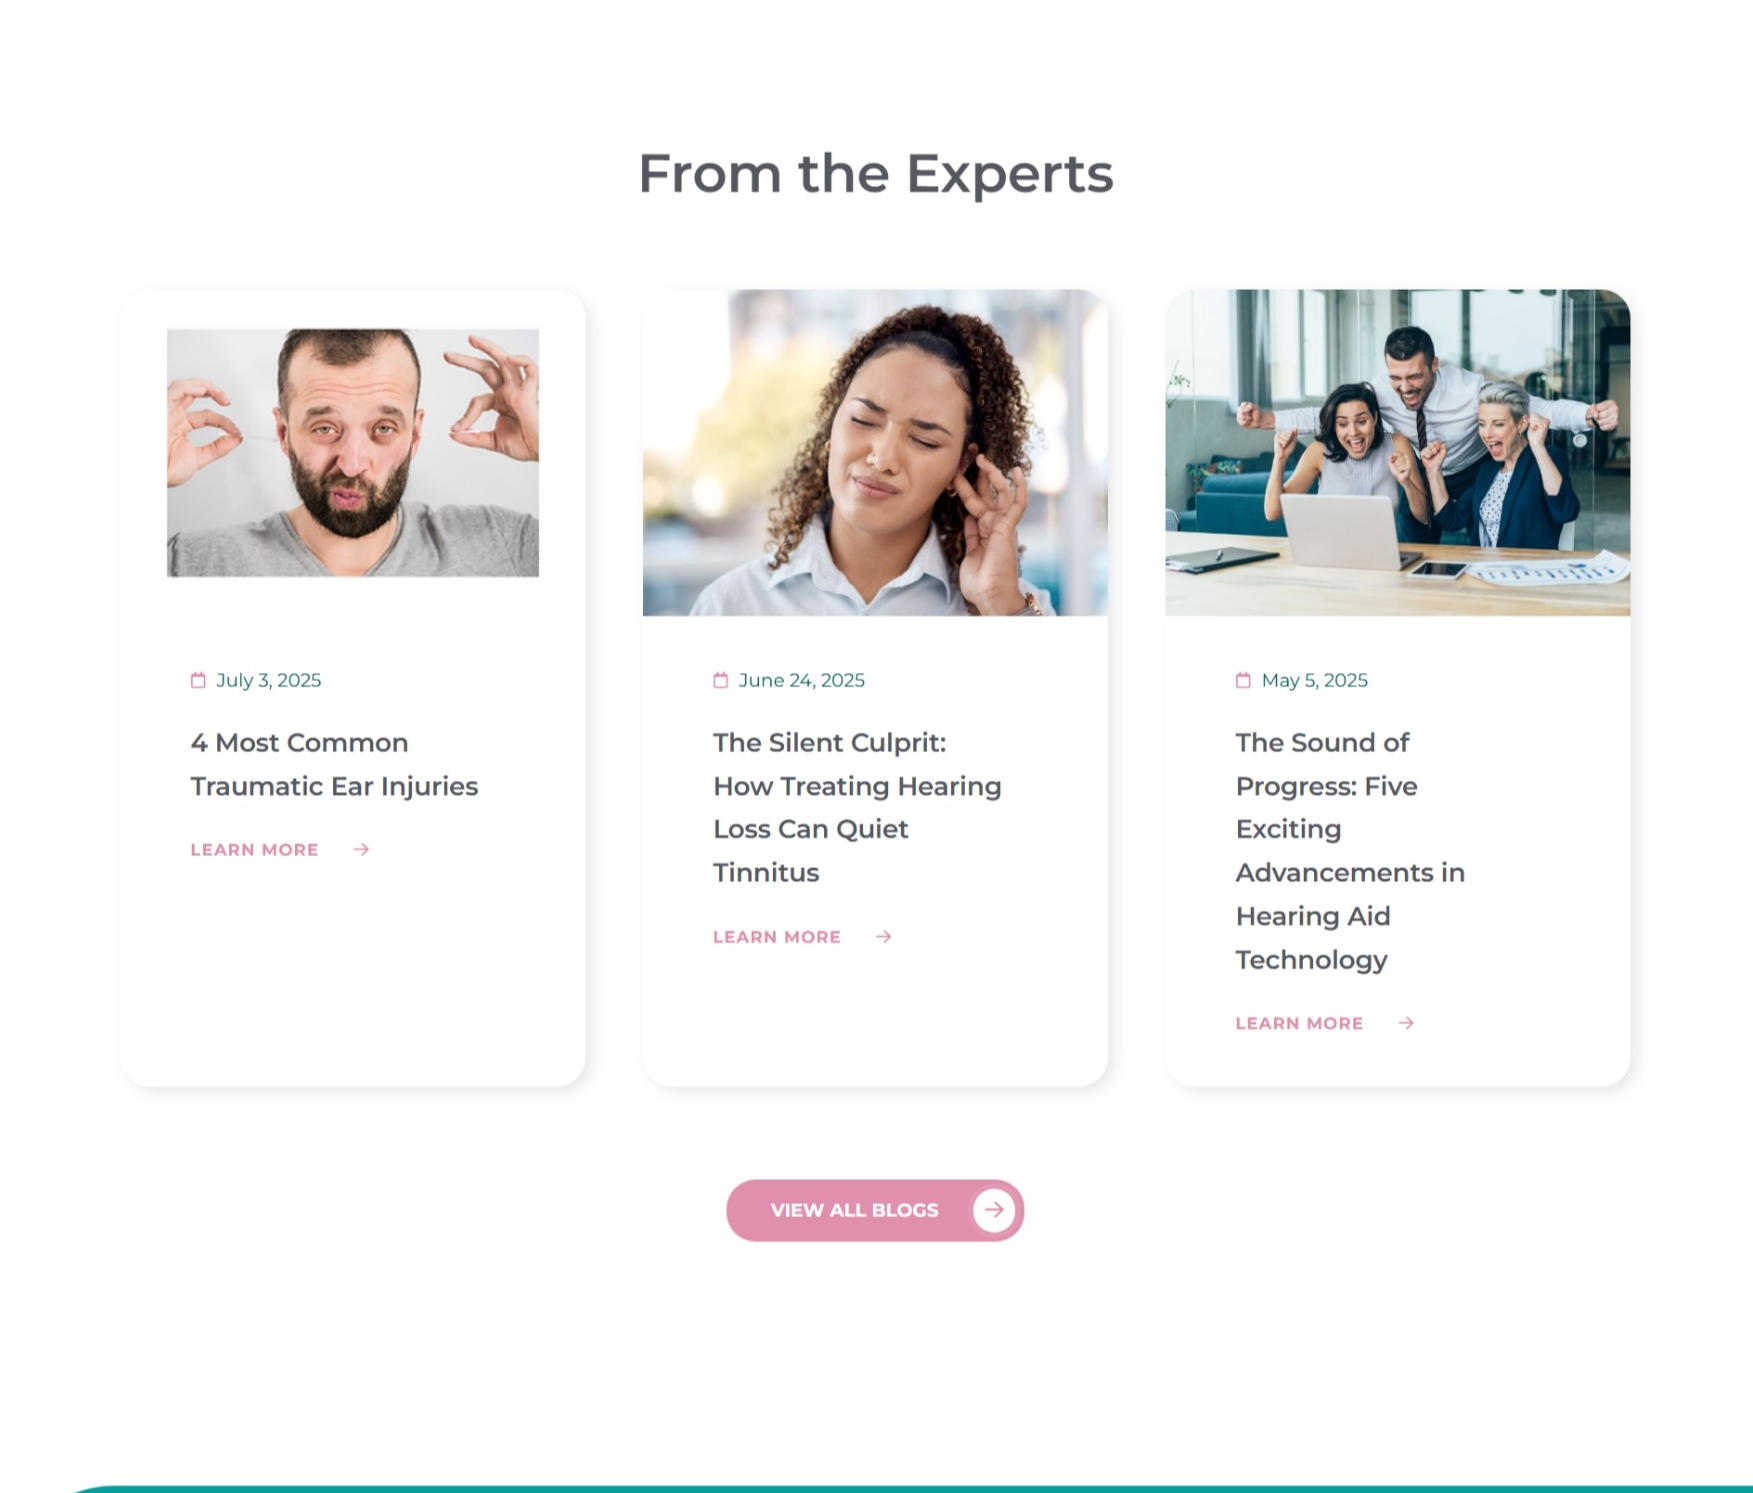 From the Experts
July 3, 2025
4 Most Common
Traumatic Ear Injuries
LEARN MORE
June 24, 2025
The Silent Culprit:
How Treating Hearing
Loss Can Quiet
Tinnitus
LEARN MORE
May 5, 2025
The Sound of
Progress: Five
Exciting
Advancements in
Hearing Aid
Technology
LEARN MORE
VIEW ALL BLOGS